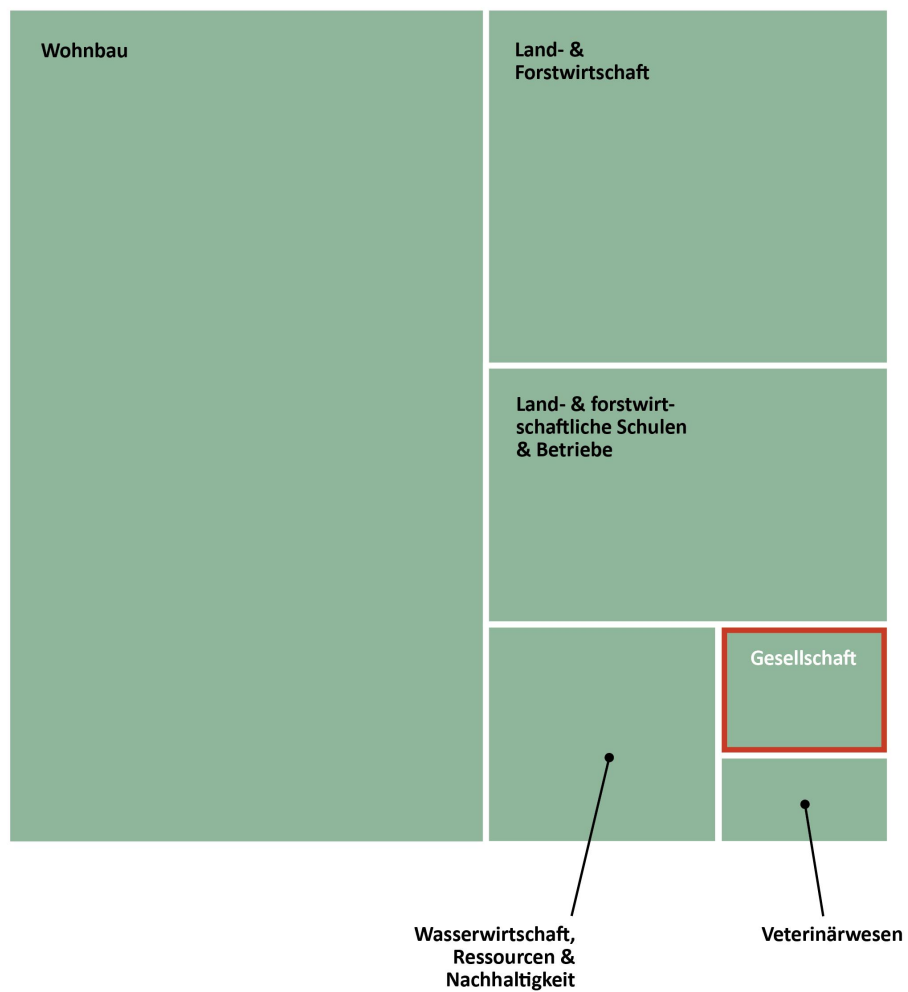 Wohnbau
Land- &
Forstwirtschaft
Land- & forstwirt-
schaftliche Schulen
& Betriebe
Gesellschaft
Wasserwirtschaft,
Ressourcen &
Nachhaltigkeit
Veterinärwesen